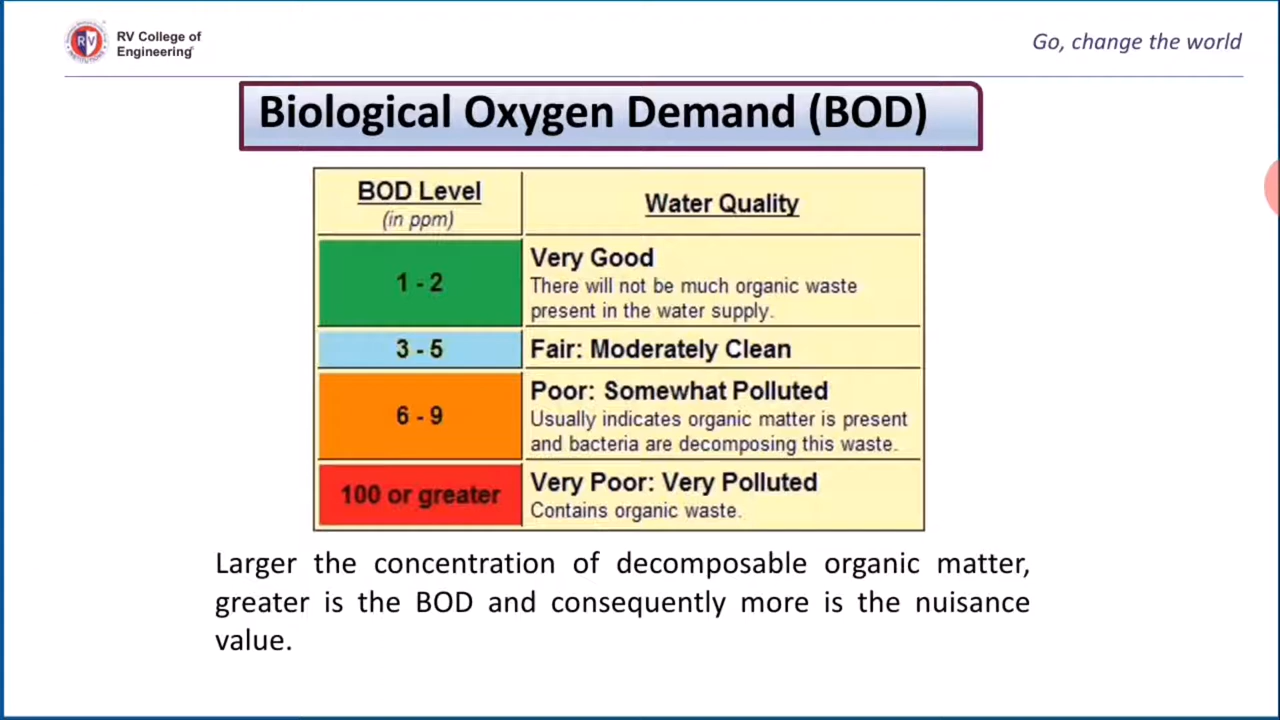 RV College of
Engineering
Go, change the world
Biological Oxygen Demand (BOD)
BOD Level
(in ppm)
Water Quality
1 - 2
Very Good
There will not be much organic waste
present in the water supply.
3 - 5
Fair: Moderately Clean
6 - 9
Poor: Somewhat Polluted
Usually indicates organic matter is present
and bacteria are decomposing this waste.
100 or greater
Very Poor: Very Polluted
Contains organic waste.
Larger the concentration of decomposable organic matter,
greater is the BOD and consequently more is the nuisance
value.